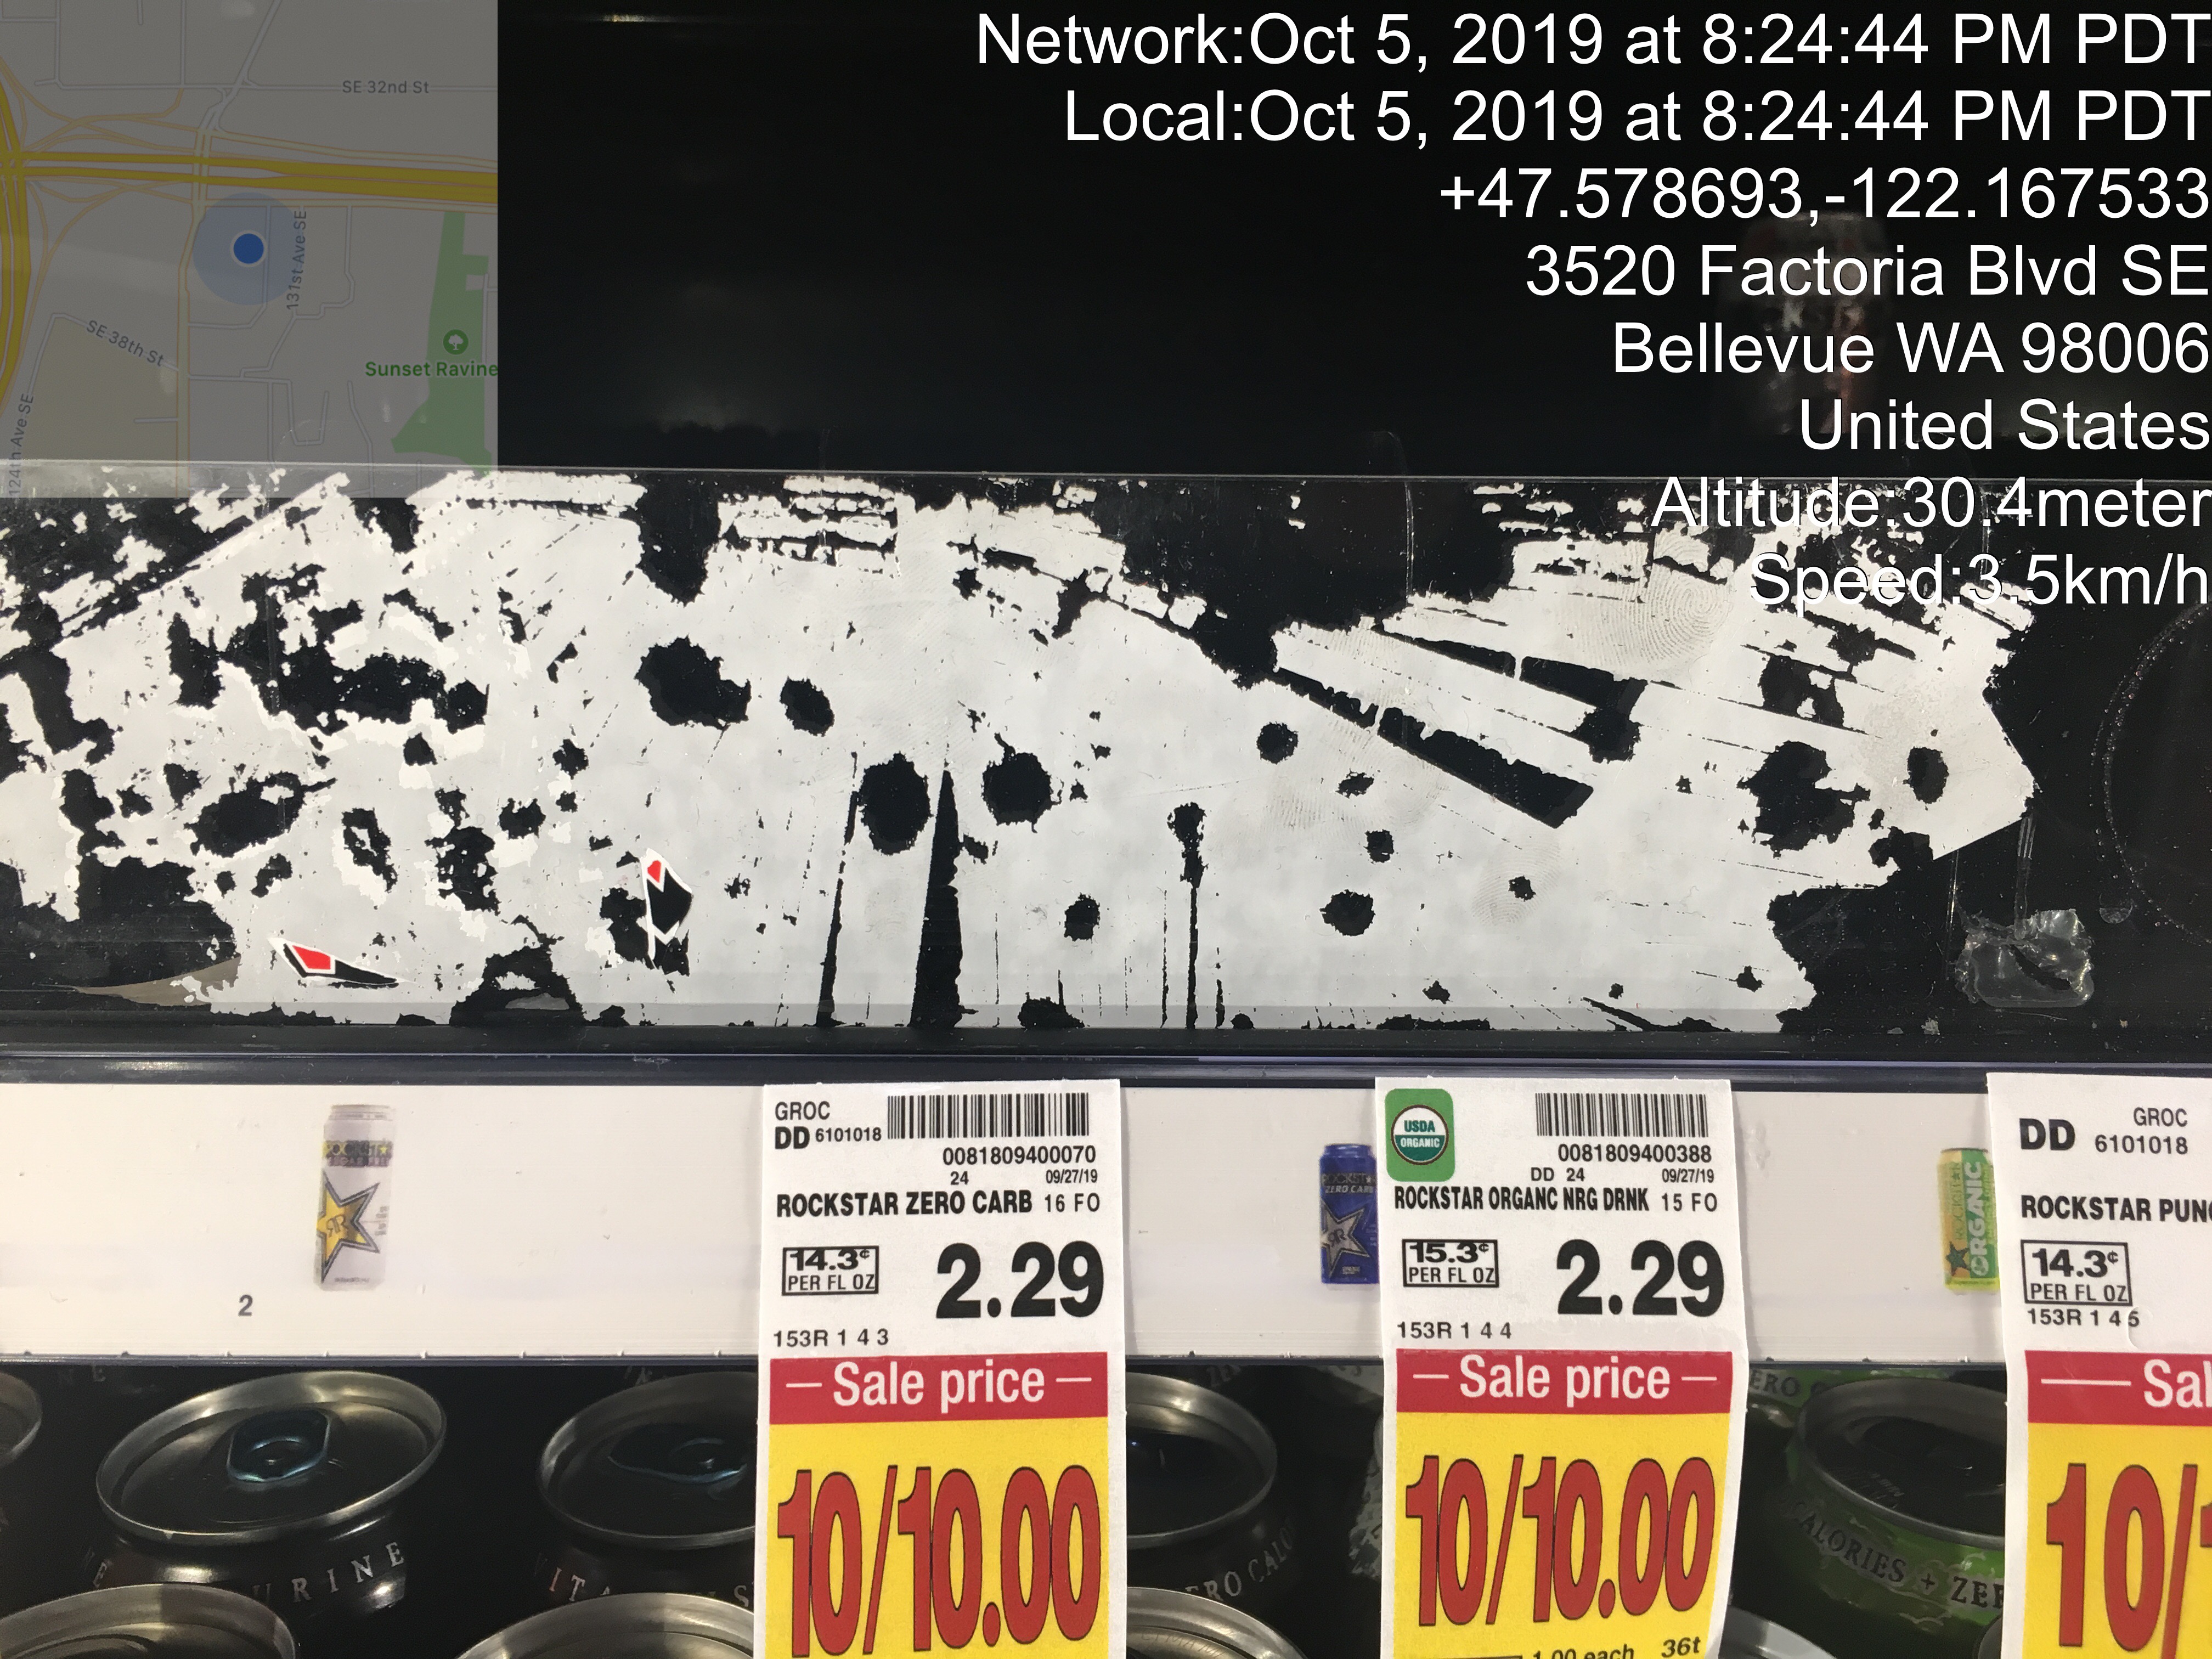 Network:Oct 5, 2019 at 8:24:44 PM PDT
Local:Oct 5, 2019 at 8:24:44 PM PDT
+47.578693,-122.167533
3520 Factoria Blvd SE
Bellevue WA 98006
United States
Altitude:30.4meter
Speed:3.5km/h
SE 32nd St
131st Ave SE
SE 38th St
Sunset Ravine
124th Ave SE
2
GROC
DD 6101018
0081809400070
24 09/27/19
ROCKSTAR ZERO CARB 16 FO
14.3¢
PER FL OZ
2.29
153R 1 4 3
Sale price
10/10.00
ROCKSTAR
ZERO CARB
USDA
ORGANIC
0081809400388
DD 24 09/27/19
ROCKSTAR ORGANC NRG DRNK 15 FO
15.3¢
PER FL OZ
2.29
153R 1 4 4
Sale price
10/10.00
1.00 each 36t
ORGANIC
GROC
DD 6101018
ROCKSTAR
14.3¢
PER FL OZ
153R 1 4 5
10/
CALORIES + ZER